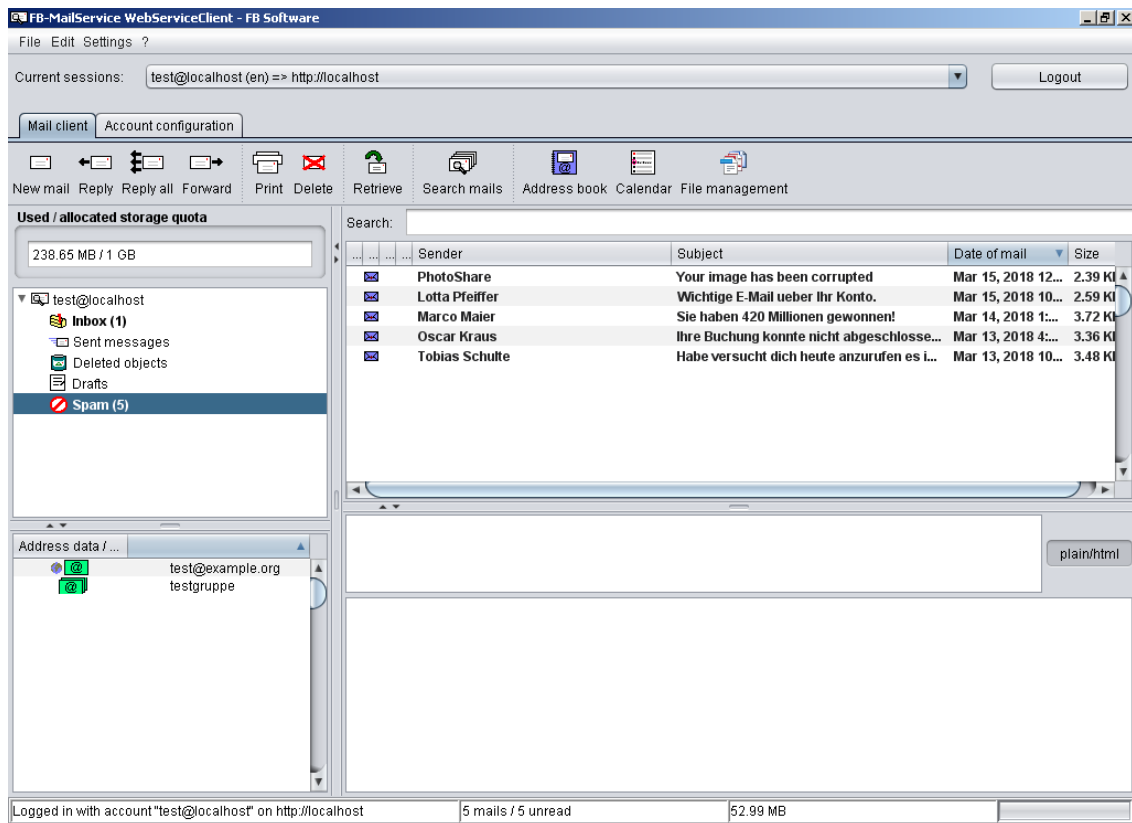 FB-MailService WebServiceClient - FB Software
File Edit Settings ?
Current sessions: test@localhost (en) => http://localhost Logout
Mail client Account configuration
New mail Reply Reply all Forward Print Delete Retrieve Search mails Address book Calendar File management
Used / allocated storage quota
238.65 MB / 1 GB
Search:
... ... ... ... Sender Subject Date of mail Size
PhotoShare Your image has been corrupted Mar 15, 2018 12... 2.39 K
Lotta Pfeiffer Wichtige E-Mail ueber Ihr Konto. Mar 15, 2018 10... 2.59 K
Marco Maier Sie haben 420 Millionen gewonnen! Mar 14, 2018 1:... 3.72 K
Oscar Kraus Ihre Buchung konnte nicht abgeschlosse... Mar 13, 2018 4:... 3.36 K
Tobias Schulte Habe versucht dich heute anzurufen es i... Mar 13, 2018 10... 3.48 K
test@localhost
Inbox (1)
Sent messages
Deleted objects
Drafts
Spam (5)
Address data / ...
@ test@example.org
@ testgruppe
plain/html
Logged in with account "test@localhost" on http://localhost 5 mails / 5 unread 52.99 MB